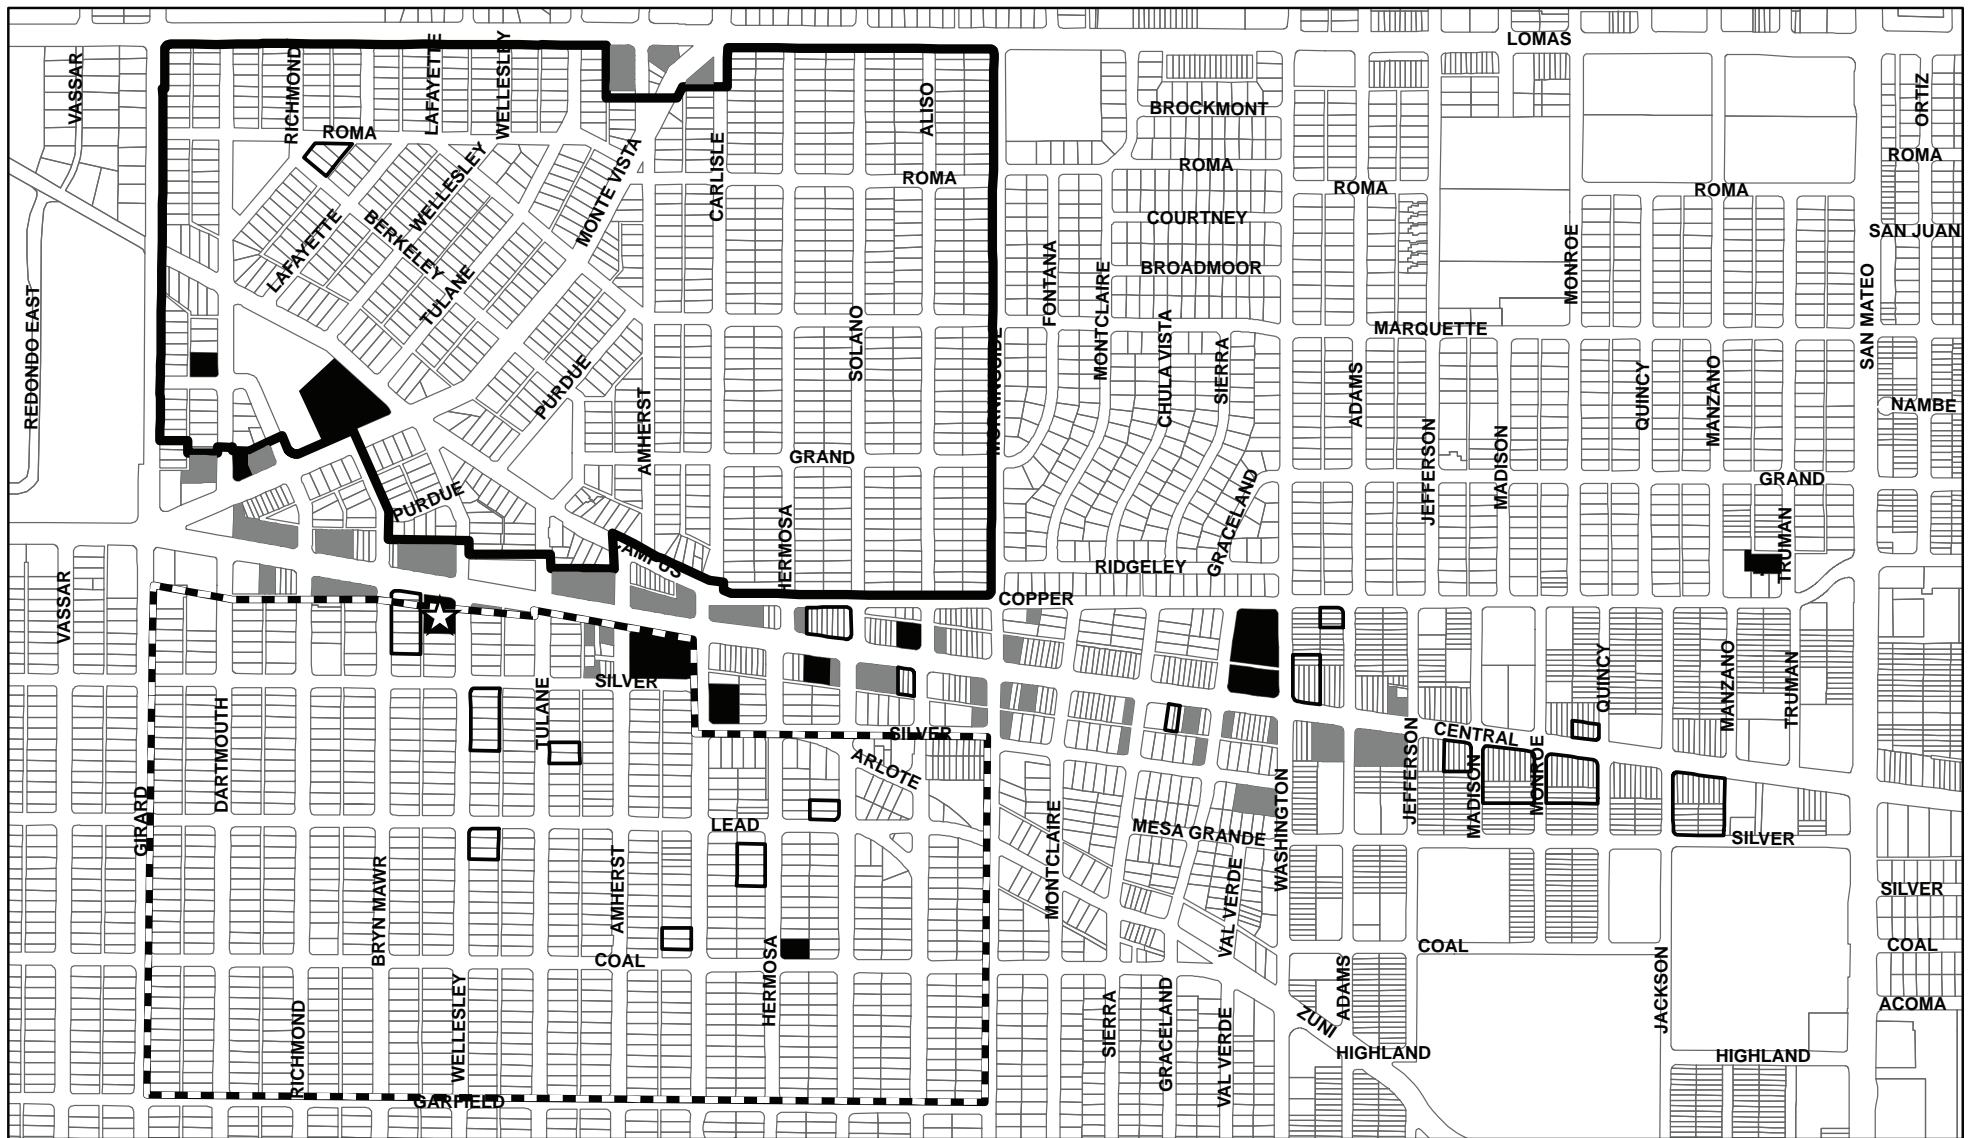 LOMAS
VASSAR
RICHMOND
LAFAYETTE
WELLESLEY
ALISO
ORTIZ
BROCKMONT
ROMA
ROMA
ROMA
ROMA
ROMA
ROMA
CARLISLE
MONTE VISTA
WELLESLEY
BERKELEY
LAFAYETTE
TULANE
COURTNEY
SAN JUAN
BROADMOOR
FONTANA
MONTCLAIRE
MONROE
SAN MATEO
REDONDO EAST
SOLANO
MARQUETTE
MORNINGSIDE
CHULA VISTA
SIERRA
PURDUE
AMHERST
ADAMS
QUINCY
MANZANO
NAMBE
JEFFERSON
MADISON
GRAND
GRAND
PURDUE
GRACELAND
HERMOSA
TRUMAN
CAMPUS
RIDGELEY
COPPER
VASSAR
SILVER
TULANE
DARTMOUTH
QUINCY
MANZANO
TRUMAN
SILVER
CENTRAL
ARLOTE
JEFFERSON
MADISON
MONROE
GIRARD
LEAD
WASHINGTON
MESA GRANDE
SILVER
MONTCLAIRE
BRYN MAWR
AMHERST
VAL VERDE
SILVER
COAL
COAL
COAL
HERMOSA
ADAMS
JACKSON
ACOMA
RICHMOND
WELLESLEY
SIERRA
GRACELAND
VAL VERDE
ZUNI
HIGHLAND
HIGHLAND
GARFIELD